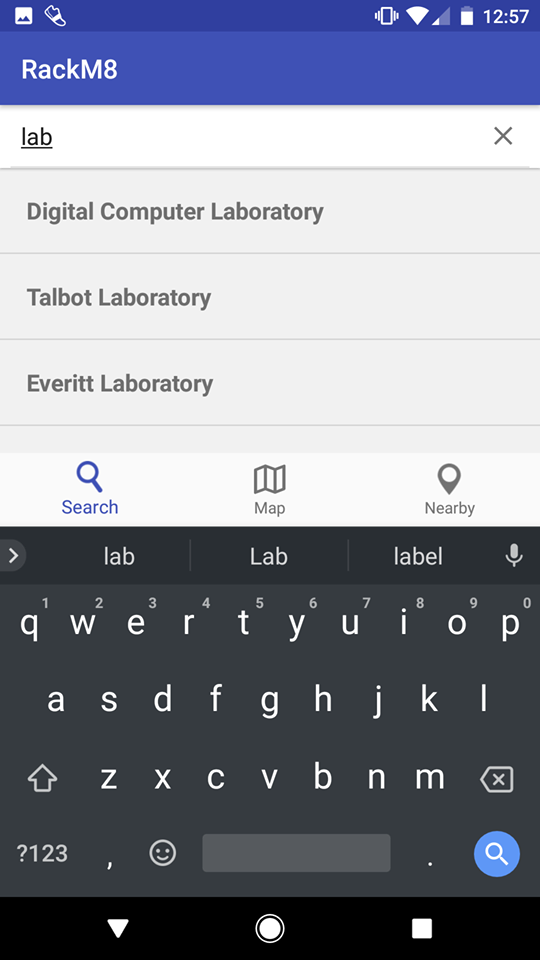 12:57
RackM8
lab
Digital Computer Laboratory
Talbot Laboratory
Everitt Laboratory
Search Map Nearby
lab Lab label
1 2 3 4 5 6 7 8 9 0
q w e r t y u i o p
a s d f g h j k l
z x c v b n m
?123 , .